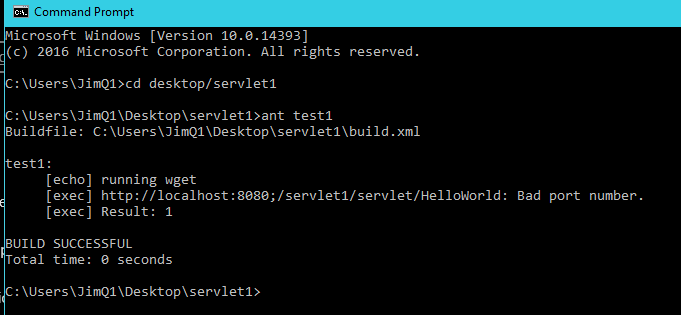 Command Prompt
Microsoft Windows [Version 10.0.14393]
(c) 2016 Microsoft Corporation. All rights reserved.
C:\Users\JimQ1>cd desktop/servlet1
C:\Users\JimQ1\Desktop\servlet1>ant test1
Buildfile: C:\Users\JimQ1\Desktop\servlet1\build.xml
test1:
[echo] running wget
[exec] http://localhost:8080;/servlet1/servlet/HelloWorld: Bad port number.
[exec] Result: 1
BUILD SUCCESSFUL
Total time: 0 seconds
C:\Users\JimQ1\Desktop\servlet1>